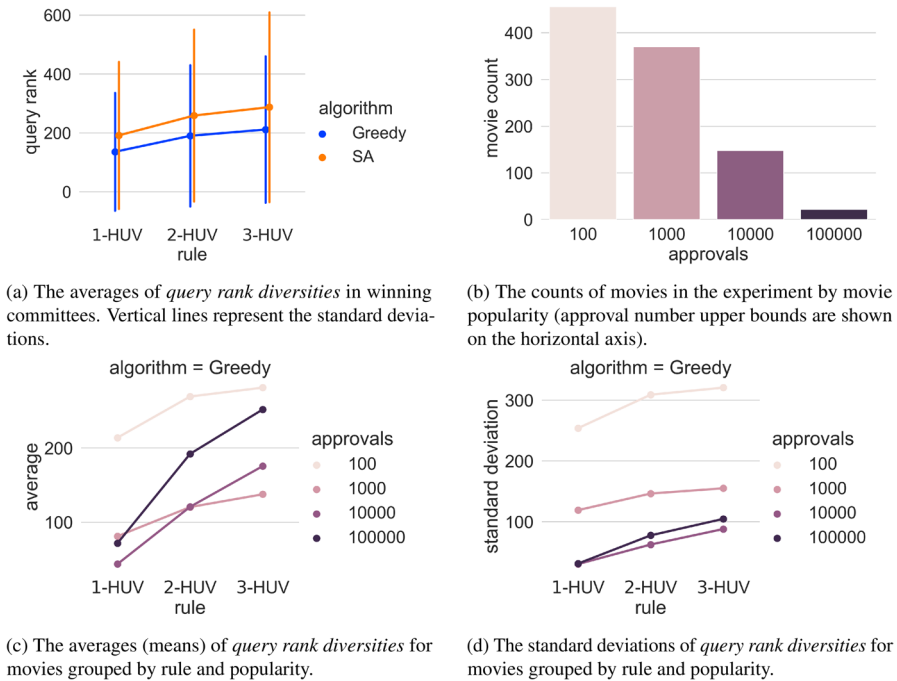 600
400
200
0
query rank
1-HUV 2-HUV 3-HUV
rule
algorithm
Greedy
SA
400
300
200
100
0
movie count
100 1000 10000 100000
approvals
(a) The averages of query rank diversities in winning
committees. Vertical lines represent the standard devia-
tions.
(b) The counts of movies in the experiment by movie
popularity (approval number upper bounds are shown
on the horizontal axis).
algorithm = Greedy
200
100
average
1-HUV 2-HUV 3-HUV
rule
approvals
100
1000
10000
100000
algorithm = Greedy
300
200
100
standard deviation
1-HUV 2-HUV 3-HUV
rule
approvals
100
1000
10000
100000
(c) The averages (means) of query rank diversities for
movies grouped by rule and popularity.
(d) The standard deviations of query rank diversities for
movies grouped by rule and popularity.